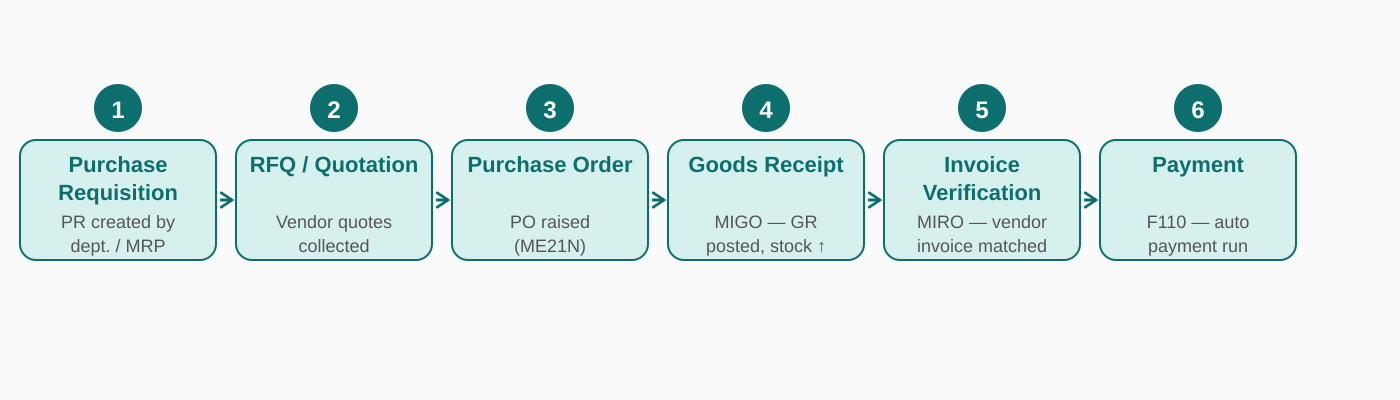 1
Purchase
Requisition
PR created by
dept. / MRP
2
RFQ / Quotation
Vendor quotes
collected
3
Purchase Order
PO raised
(ME21N)
4
Goods Receipt
MIGO — GR
posted, stock ↑
5
Invoice
Verification
MIRO — vendor
invoice matched
6
Payment
F110 — auto
payment run